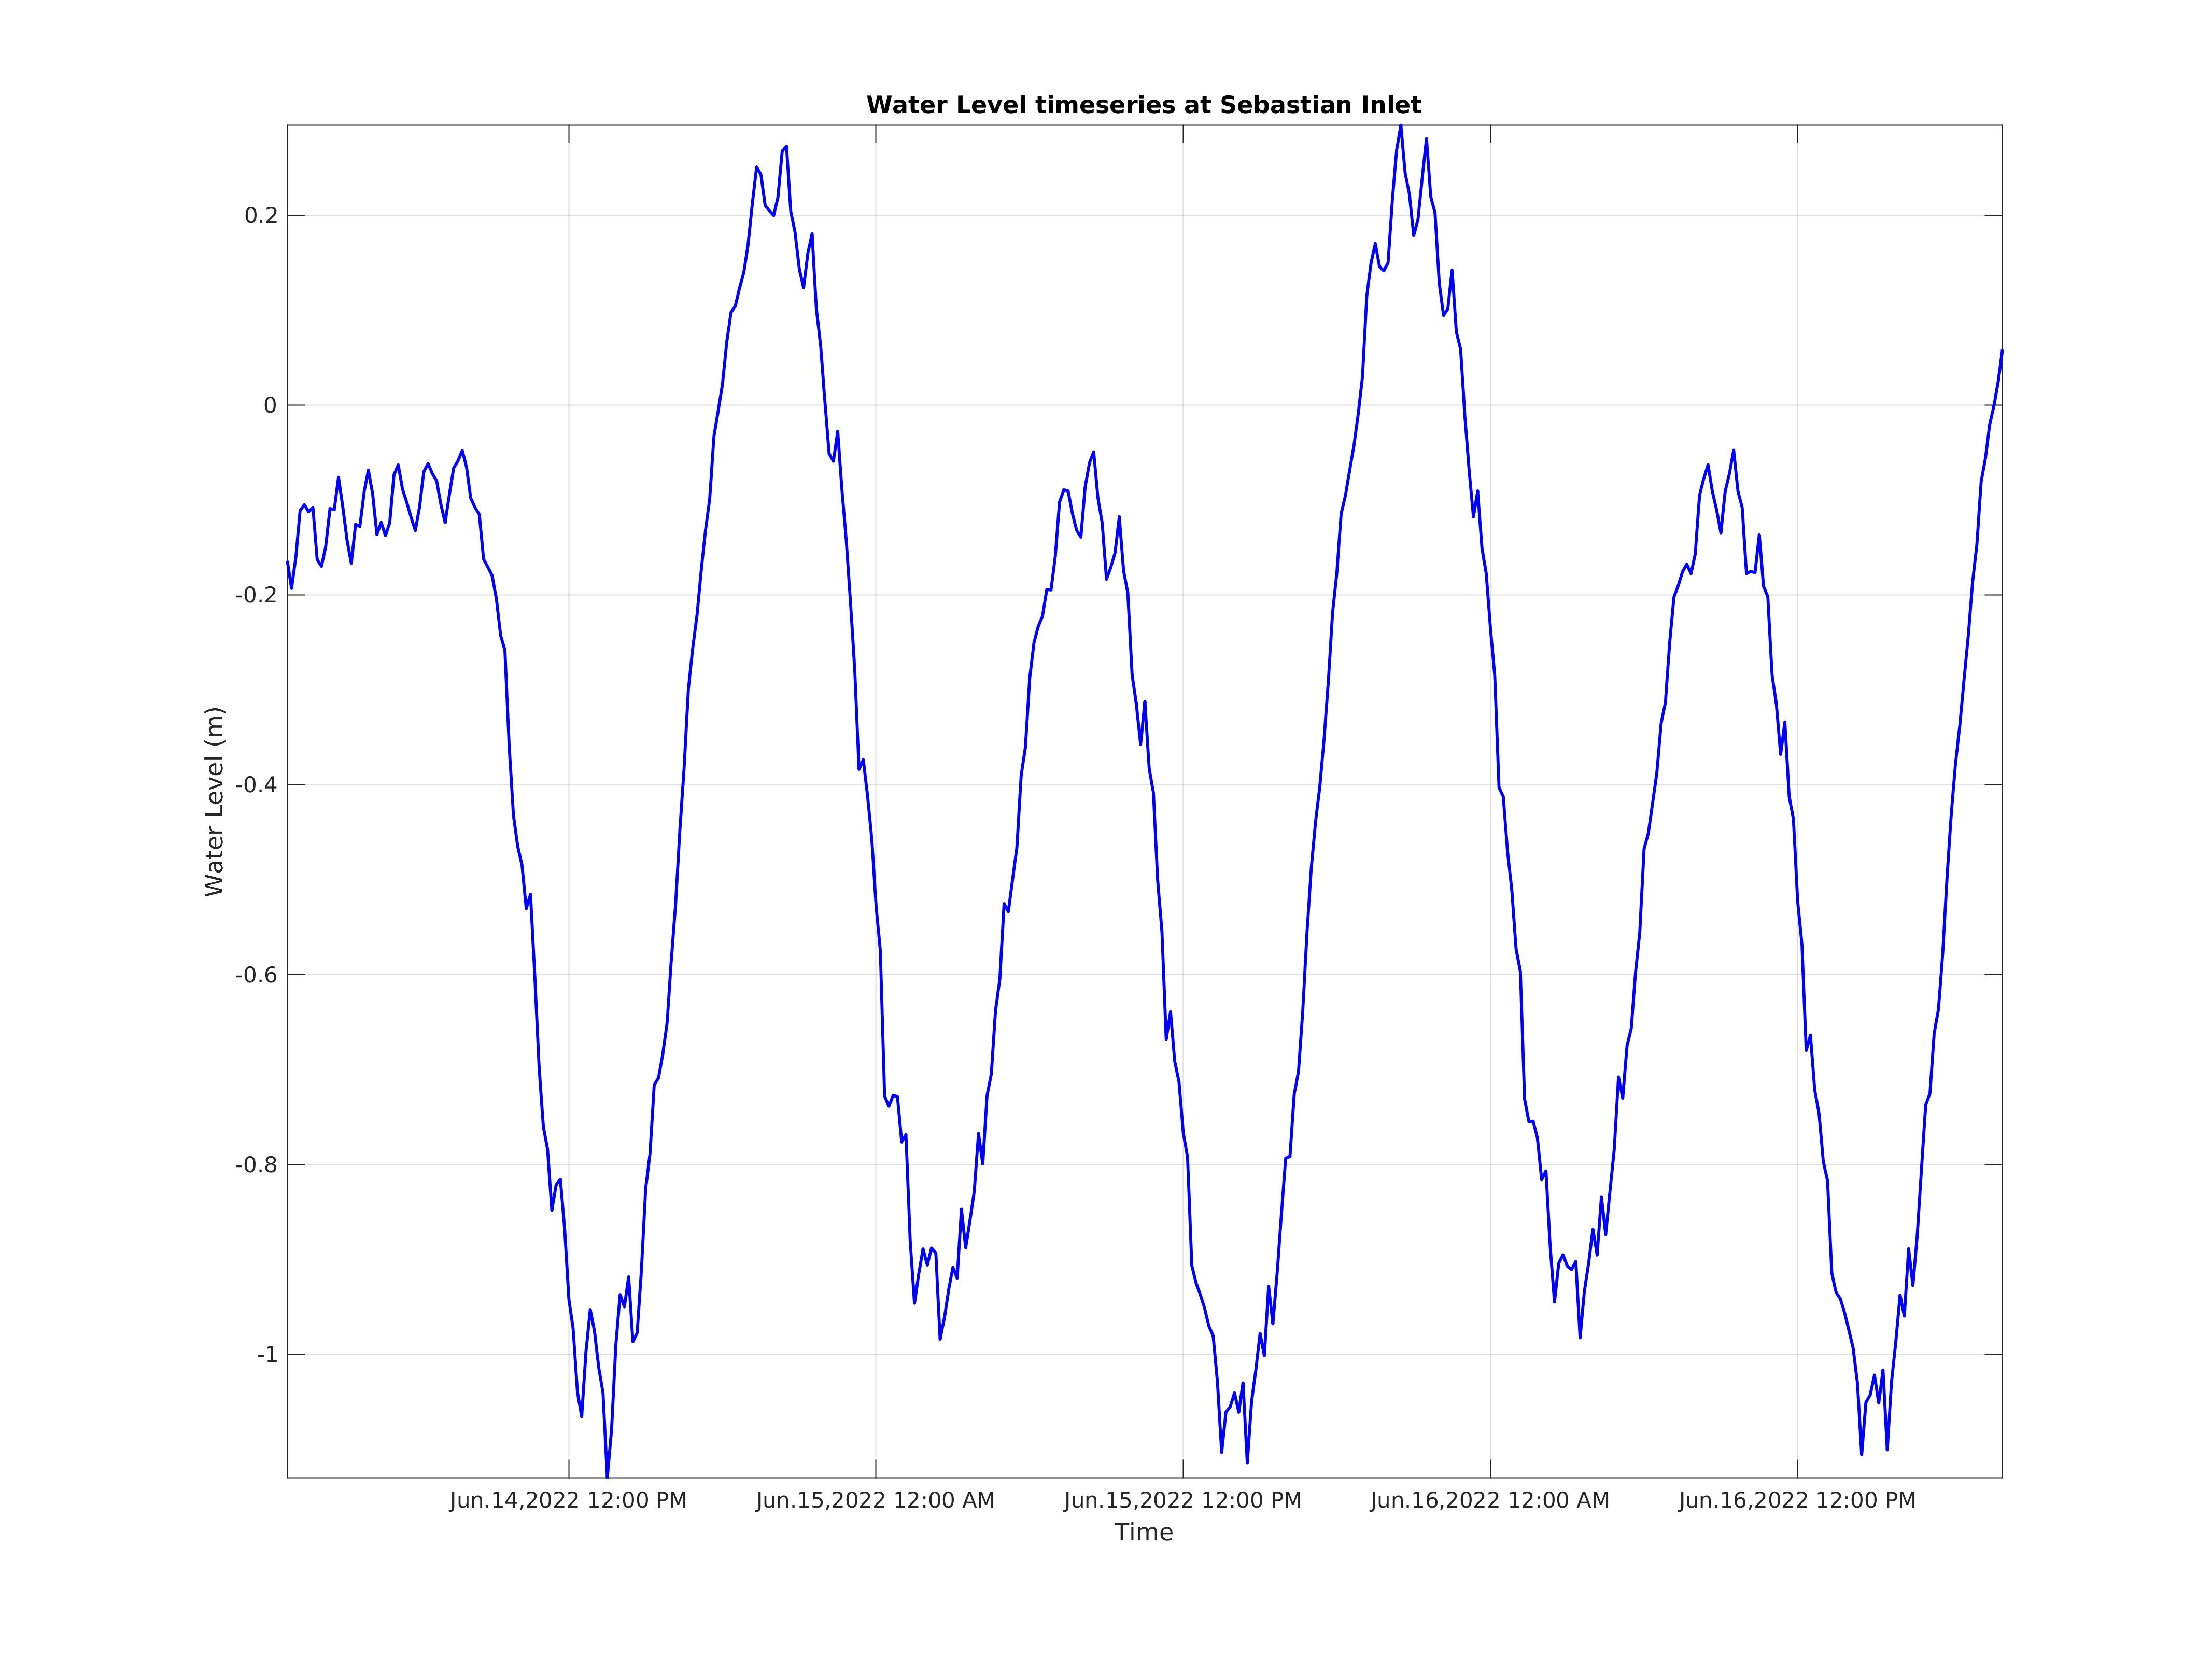 Water Level timeseries at Sebastian Inlet
0.2
0
-0.2
-0.4
-0.6
-0.8
-1
Water Level (m)
Jun.14,2022 12:00 PM
Jun.15,2022 12:00 AM
Jun.15,2022 12:00 PM
Jun.16,2022 12:00 AM
Jun.16,2022 12:00 PM
Time